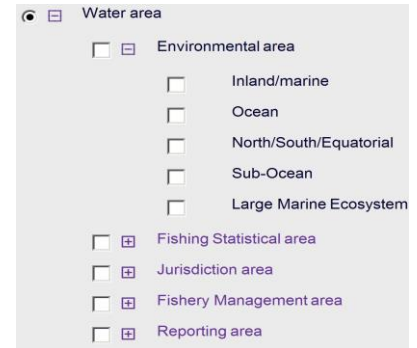 Water area
Environmental area
Inland/marine
Ocean
North/South/Equatorial
Sub-Ocean
Large Marine Ecosystem
Fishing Statistical area
Jurisdiction area
Fishery Management area
Reporting area